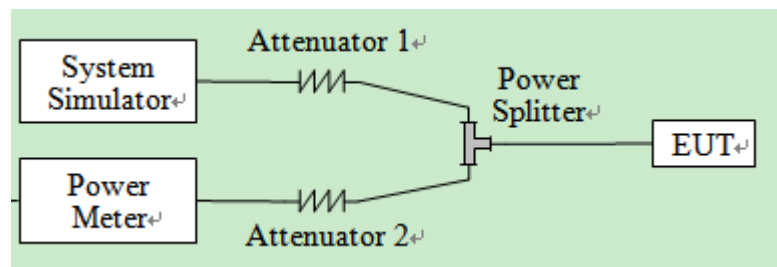 Attenuator 1↵
System
Simulator↵
Power
Splitter↵
EUT↵
Power
Meter↵
Attenuator 2↵